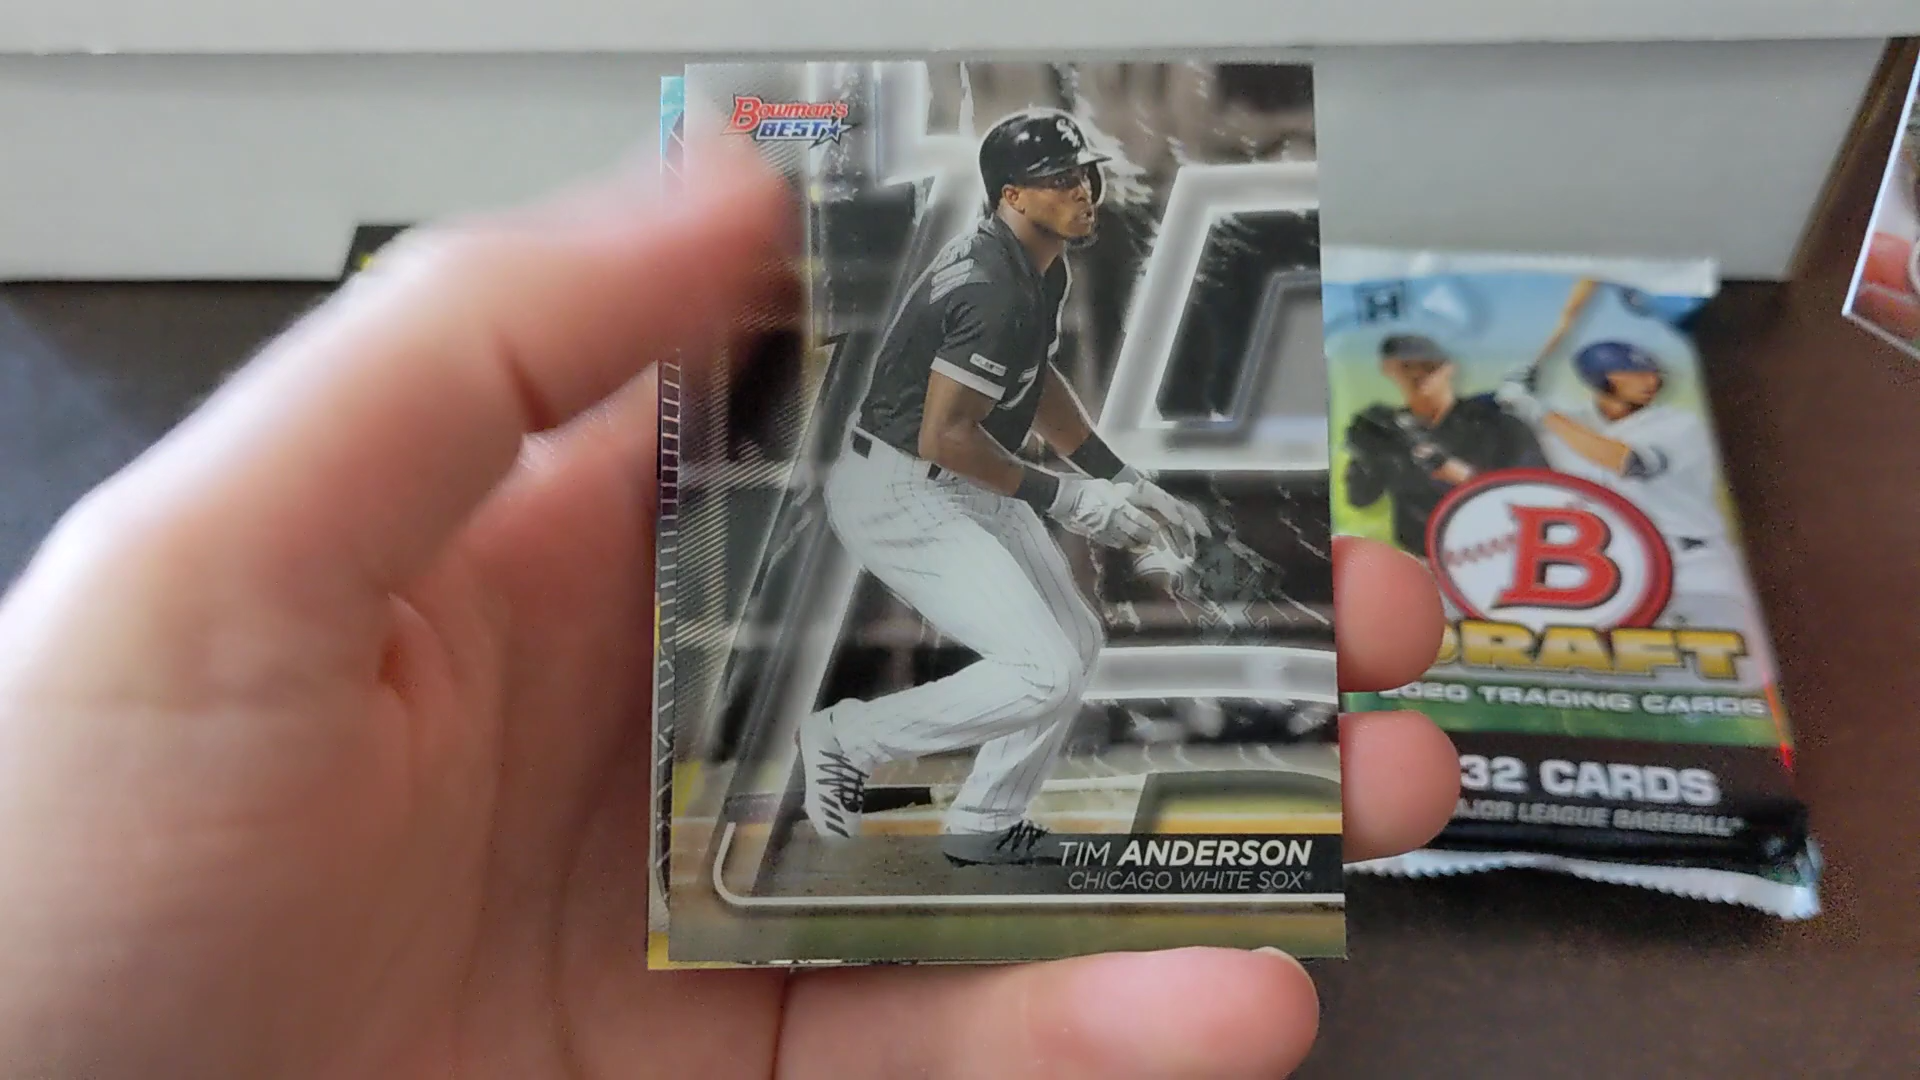 Bowman's
BEST
TIM ANDERSON
CHICAGO WHITE SOX®
H
B
DRAFT
2020 TRADING CARDS
32 CARDS
MAJOR LEAGUE BASEBALL